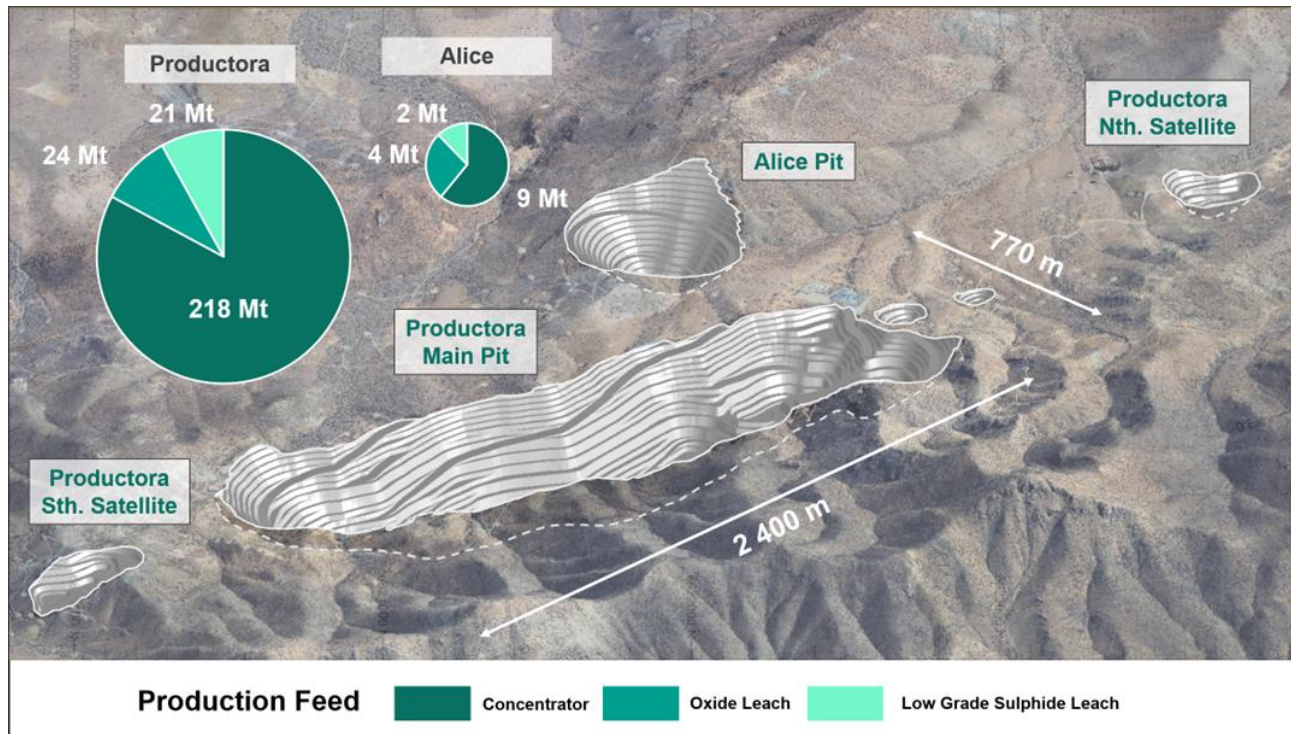 Productora
Alice
21 Mt
2 Mt
24 Mt
4 Mt
9 Mt
218 Mt
Alice Pit
Productora
Nth. Satellite
770 m
Productora
Main Pit
Productora
Sth. Satellite
2 400 m
Production Feed
Concentrator
Oxide Leach
Low Grade Sulphide Leach